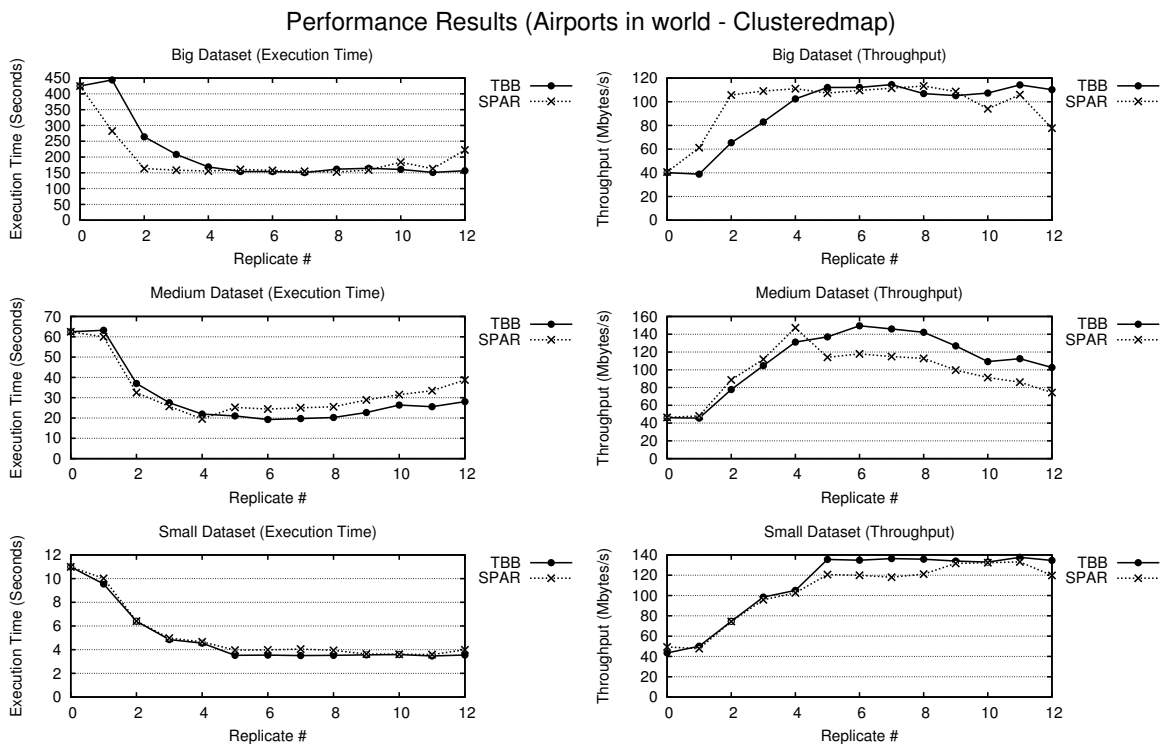 Performance Results (Airports in world - Clusteredmap)
Big Dataset (Execution Time)
Execution Time (Seconds)
450
400
350
300
250
200
150
100
50
0
0 2 4 6 8 10 12
Replicate #
TBB
SPAR
Big Dataset (Throughput)
Throughput (Mbytes/s)
120
100
80
60
40
20
0
0 2 4 6 8 10 12
Replicate #
TBB
SPAR
Medium Dataset (Execution Time)
Execution Time (Seconds)
70
60
50
40
30
20
10
0
0 2 4 6 8 10 12
Replicate #
TBB
SPAR
Medium Dataset (Throughput)
Throughput (Mbytes/s)
160
140
120
100
80
60
40
20
0
0 2 4 6 8 10 12
Replicate #
TBB
SPAR
Small Dataset (Execution Time)
Execution Time (Seconds)
12
10
8
6
4
2
0
0 2 4 6 8 10 12
Replicate #
TBB
SPAR
Small Dataset (Throughput)
Throughput (Mbytes/s)
140
120
100
80
60
40
20
0
0 2 4 6 8 10 12
Replicate #
TBB
SPAR